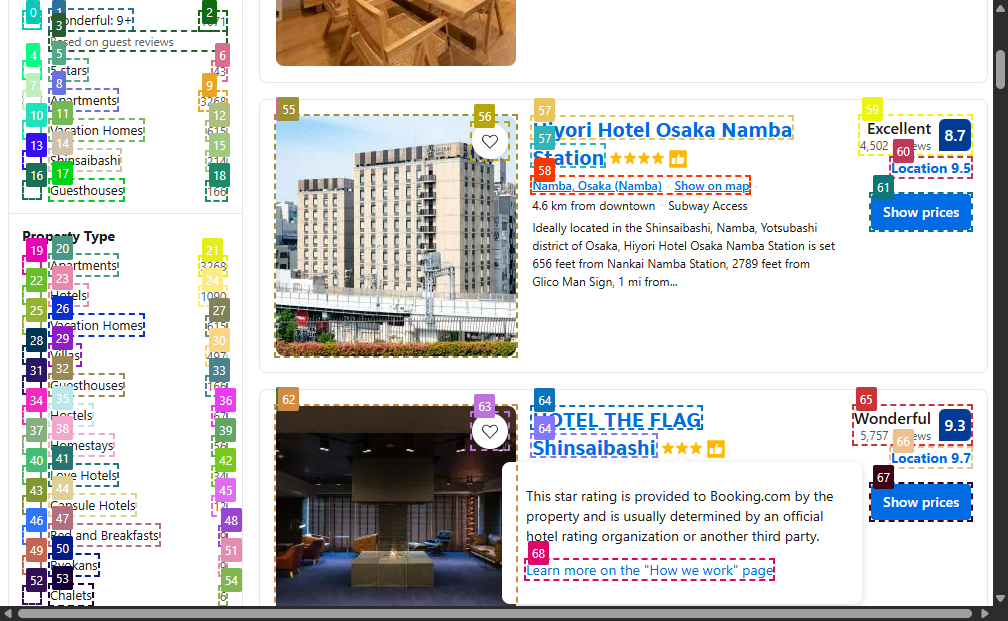 Wonderful: 9+
Based on guest reviews
5 stars
43
Apartments
3268
Vacation Homes
615
Shinsaibashi
214
Guesthouses
166
Property Type
Apartments
3268
Hotels
1090
Vacation Homes
615
Villas
497
Guesthouses
166
Hostels
Homestays
Love Hotels
Capsule Hotels
Bed and Breakfasts
Ryokans
Chalets
6
0
1
2
3
4
5
6
7
8
9
10
11
12
13
14
15
16
17
18
19
20
21
22
23
24
25
26
27
28
29
30
31
32
33
34
35
36
37
38
39
40
41
42
43
44
45
46
47
48
49
50
51
52
53
54
55
56
57
57
58
59
60
61
Hiyori Hotel Osaka Namba
Station
Namba, Osaka (Namba) · Show on map
4.6 km from downtown · Subway Access
Ideally located in the Shinsaibashi, Namba, Yotsubashi
district of Osaka, Hiyori Hotel Osaka Namba Station is set
656 feet from Nankai Namba Station, 2789 feet from
Glico Man Sign, 1 mi from...
Excellent
8.7
4,502
Location 9.5
Show prices
62
63
64
64
65
66
67
68
HOTEL THE FLAG
Shinsaibashi
Wonderful
9.3
5,757
Location 9.7
Show prices
This star rating is provided to Booking.com by the
property and is usually determined by an official
hotel rating organization or another third party.
Learn more on the "How we work" page